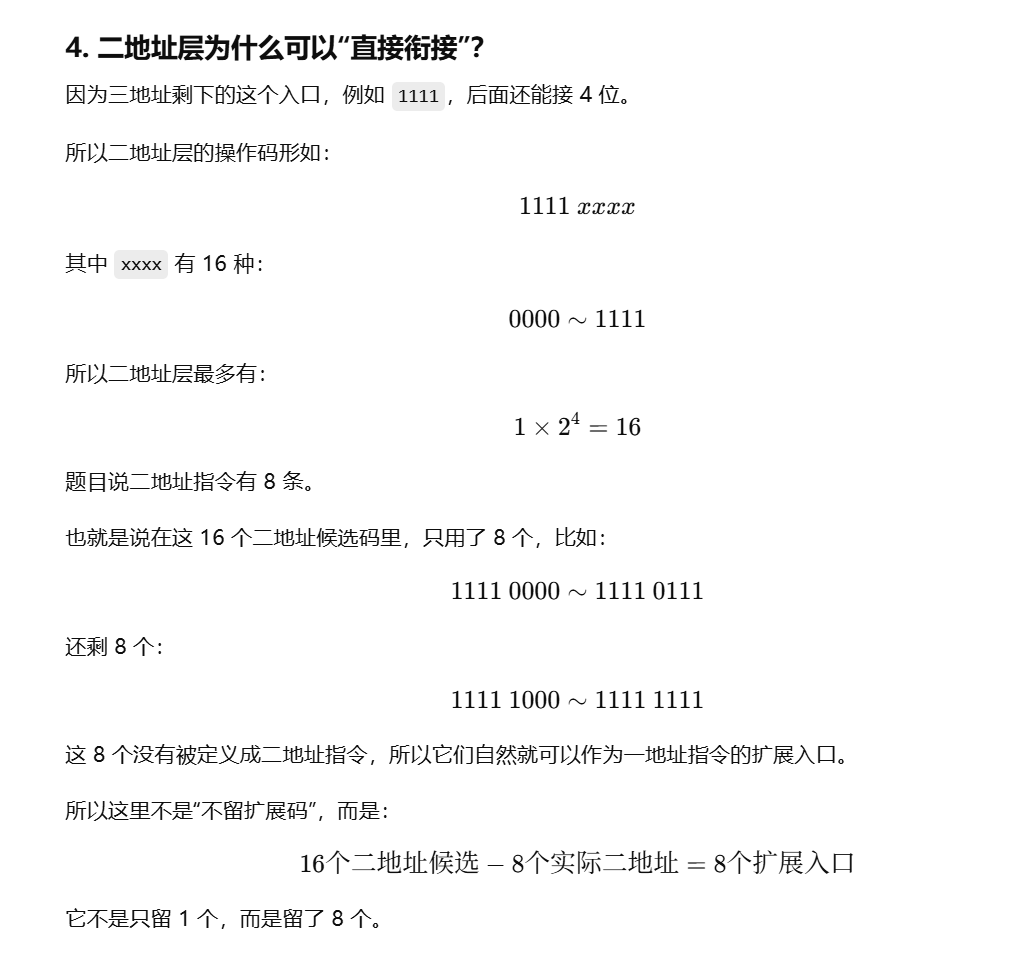 4. 二地址层为什么可以“直接衔接”？
因为三地址剩下的这个入口，例如 1111，后面还能接 4 位。
所以二地址层的操作码形如：
1111 xxxx
其中 xxxx 有 16 种：
0000 ∼ 1111
所以二地址层最多有：
1 × 2⁴ = 16
题目说二地址指令有 8 条。
也就是说在这 16 个二地址候选码里，只用了 8 个，比如：
1111 0000 ∼ 1111 0111
还剩 8 个：
1111 1000 ∼ 1111 1111
这 8 个没有被定义成二地址指令，所以它们自然就可以作为一地址指令的扩展入口。
所以这里不是“不留扩展码”，而是：
16个二地址候选 − 8个实际二地址 = 8个扩展入口
它不是只留 1 个，而是留了 8 个。